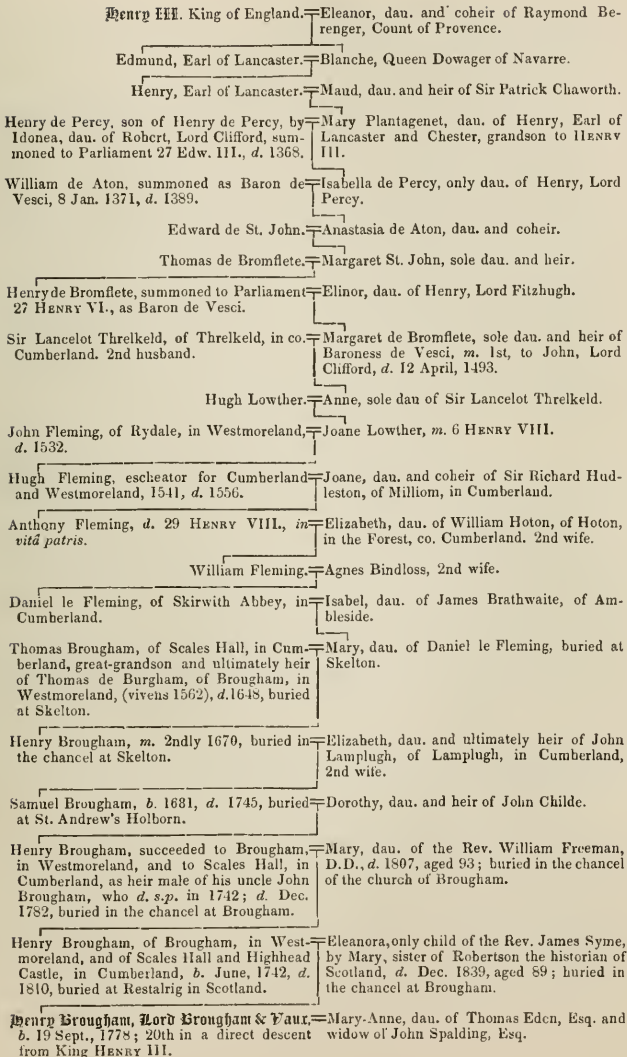 Henry III. King of England.
Eleanor, dau. and coheir of Raymond Be-
renger, Count of Provence.
Edmund, Earl of Lancaster.
Blanche, Queen Dowager of Navarre.
Henry, Earl of Lancaster.
Maud, dau. and heir of Sir Patrick Chaworth.
Henry de Percy, son of Henry de Percy, by
Idonea, dau. of Robert, Lord Clifford, sum-
moned to Parliament 27 Edw. III., d. 1368.
Mary Plantagenet, dau. of Henry, Earl of
Lancaster and Chester, grandson to HENRY
III.
William de Aton, summoned as Baron de
Vesci, 8 Jan. 1371, d. 1389.
Isabella de Percy, only dau. of Henry, Lord
Percy.
Edward de St. John.
Anastasia de Aton, dau. and coheir.
Thomas de Bromflete.
Margaret St. John, sole dau. and heir.
Henry de Bromflete, summoned to Parliament
27 HENRY VI., as Baron de Vesci.
Elinor, dau. of Henry, Lord Fitzhugh.
Sir Lancelot Threlkeld, of Threlkeld, in co.
Cumberland. 2nd husband.
Margaret de Bromflete, sole dau. and heir of
Baroness de Vesci, m. 1st, to John, Lord
Clifford, d. 12 April, 1493.
Hugh Lowther.
Anne, sole dau of Sir Lancelot Threlkeld.
John Fleming, of Rydale, in Westmoreland,
d. 1532.
Joane Lowther, m. 6 HENRY VIII.
Hugh Fleming, escheator for Cumberland
and Westmoreland, 1541, d. 1556.
Joane, dau. and coheir of Sir Richard Hud-
leston, of Milliom, in Cumberland.
Anthony Fleming, d. 29 HENRY VIII., in
vitâ patris.
Elizabeth, dau. of William Hoton, of Hoton,
in the Forest, co. Cumberland. 2nd wife.
William Fleming.
Agnes Bindloss, 2nd wife.
Daniel le Fleming, of Skirwith Abbey, in
Cumberland.
Isabel, dau. of James Brathwaite, of Am-
bleside.
Thomas Brougham, of Scales Hall, in Cum-
berland, great-grandson and ultimately heir
of Thomas de Burgham, of Brougham, in
Westmoreland, (vivens 1562), d. 1648, buried
at Skelton.
Mary, dau. of Daniel le Fleming, buried at
Skelton.
Henry Brougham, m. 2ndly 1670, buried in
the chancel at Skelton.
Elizabeth, dau. and ultimately heir of John
Lamplugh, of Lamplugh, in Cumberland,
2nd wife.
Samuel Brougham, b. 1681, d. 1745, buried
at St. Andrew's Holborn.
Dorothy, dau. and heir of John Childe.
Henry Brougham, succeeded to Brougham,
in Westmoreland, and to Scales Hall, in
Cumberland, as heir male of his uncle John
Brougham, who d. s.p. in 1742; d. Dec.
1782, buried in the chancel at Brougham.
Mary, dau. of the Rev. William Freeman,
D.D., d. 1807, aged 93; buried in the chancel
of the church of Brougham.
Henry Brougham, of Brougham, in West-
moreland, and of Scales Hall and Highhead
Castle, in Cumberland, b. June, 1742, d.
1810, buried at Restalrig in Scotland.
Eleanora, only child of the Rev. James Syme,
by Mary, sister of Robertson the historian of
Scotland, d. Dec. 1839, aged 89; buried in
the chancel at Brougham.
Henry Brougham, Lord Brougham & Vaux,
b. 19 Sept., 1778; 20th in a direct descent
from King HENRY III.
Mary-Anne, dau. of Thomas Eden, Esq. and
widow of John Spalding, Esq.